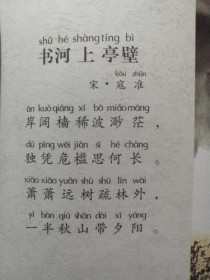 shū hé shàng tíng bì
书河上亭壁
kòu zhǔn
宋·寇准
àn kuò qiáng xī bō miǎo máng
岸阔樯稀波渺茫，
dú píng wēi jiàn sī hé cháng
独凭危槛思何长。
xiāo xiāo yuǎn shù shū lín wài
萧萧远树疏林外，
yí bàn qiū shān dài xī yáng
一半秋山带夕阳。